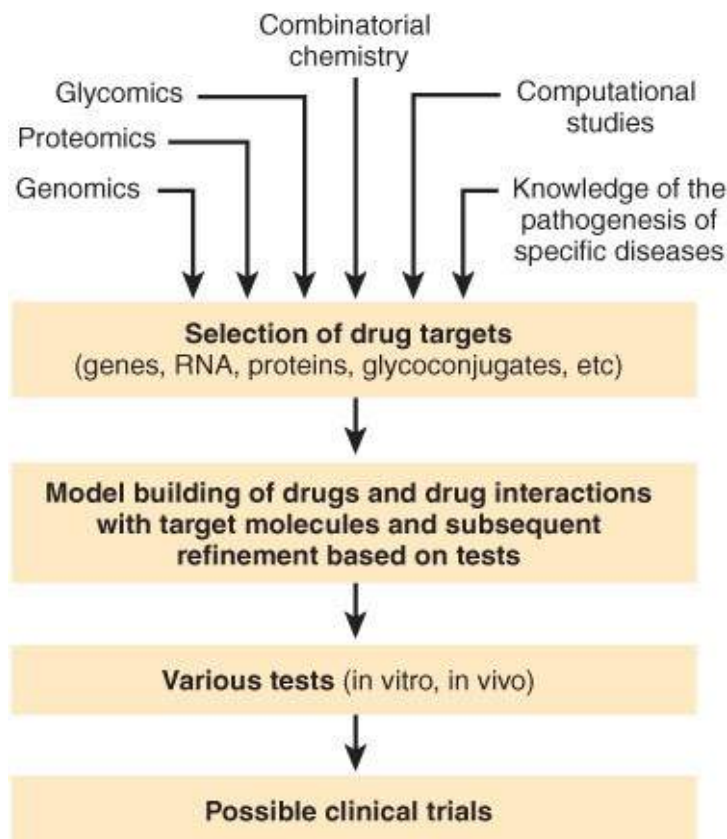 Combinatorial
chemistry
Glycomics
Proteomics
Genomics
Computational
studies
Knowledge of the
pathogenesis of
specific diseases
Selection of drug targets
(genes, RNA, proteins, glycoconjugates, etc)
Model building of drugs and drug interactions
with target molecules and subsequent
refinement based on tests
Various tests (in vitro, in vivo)
Possible clinical trials